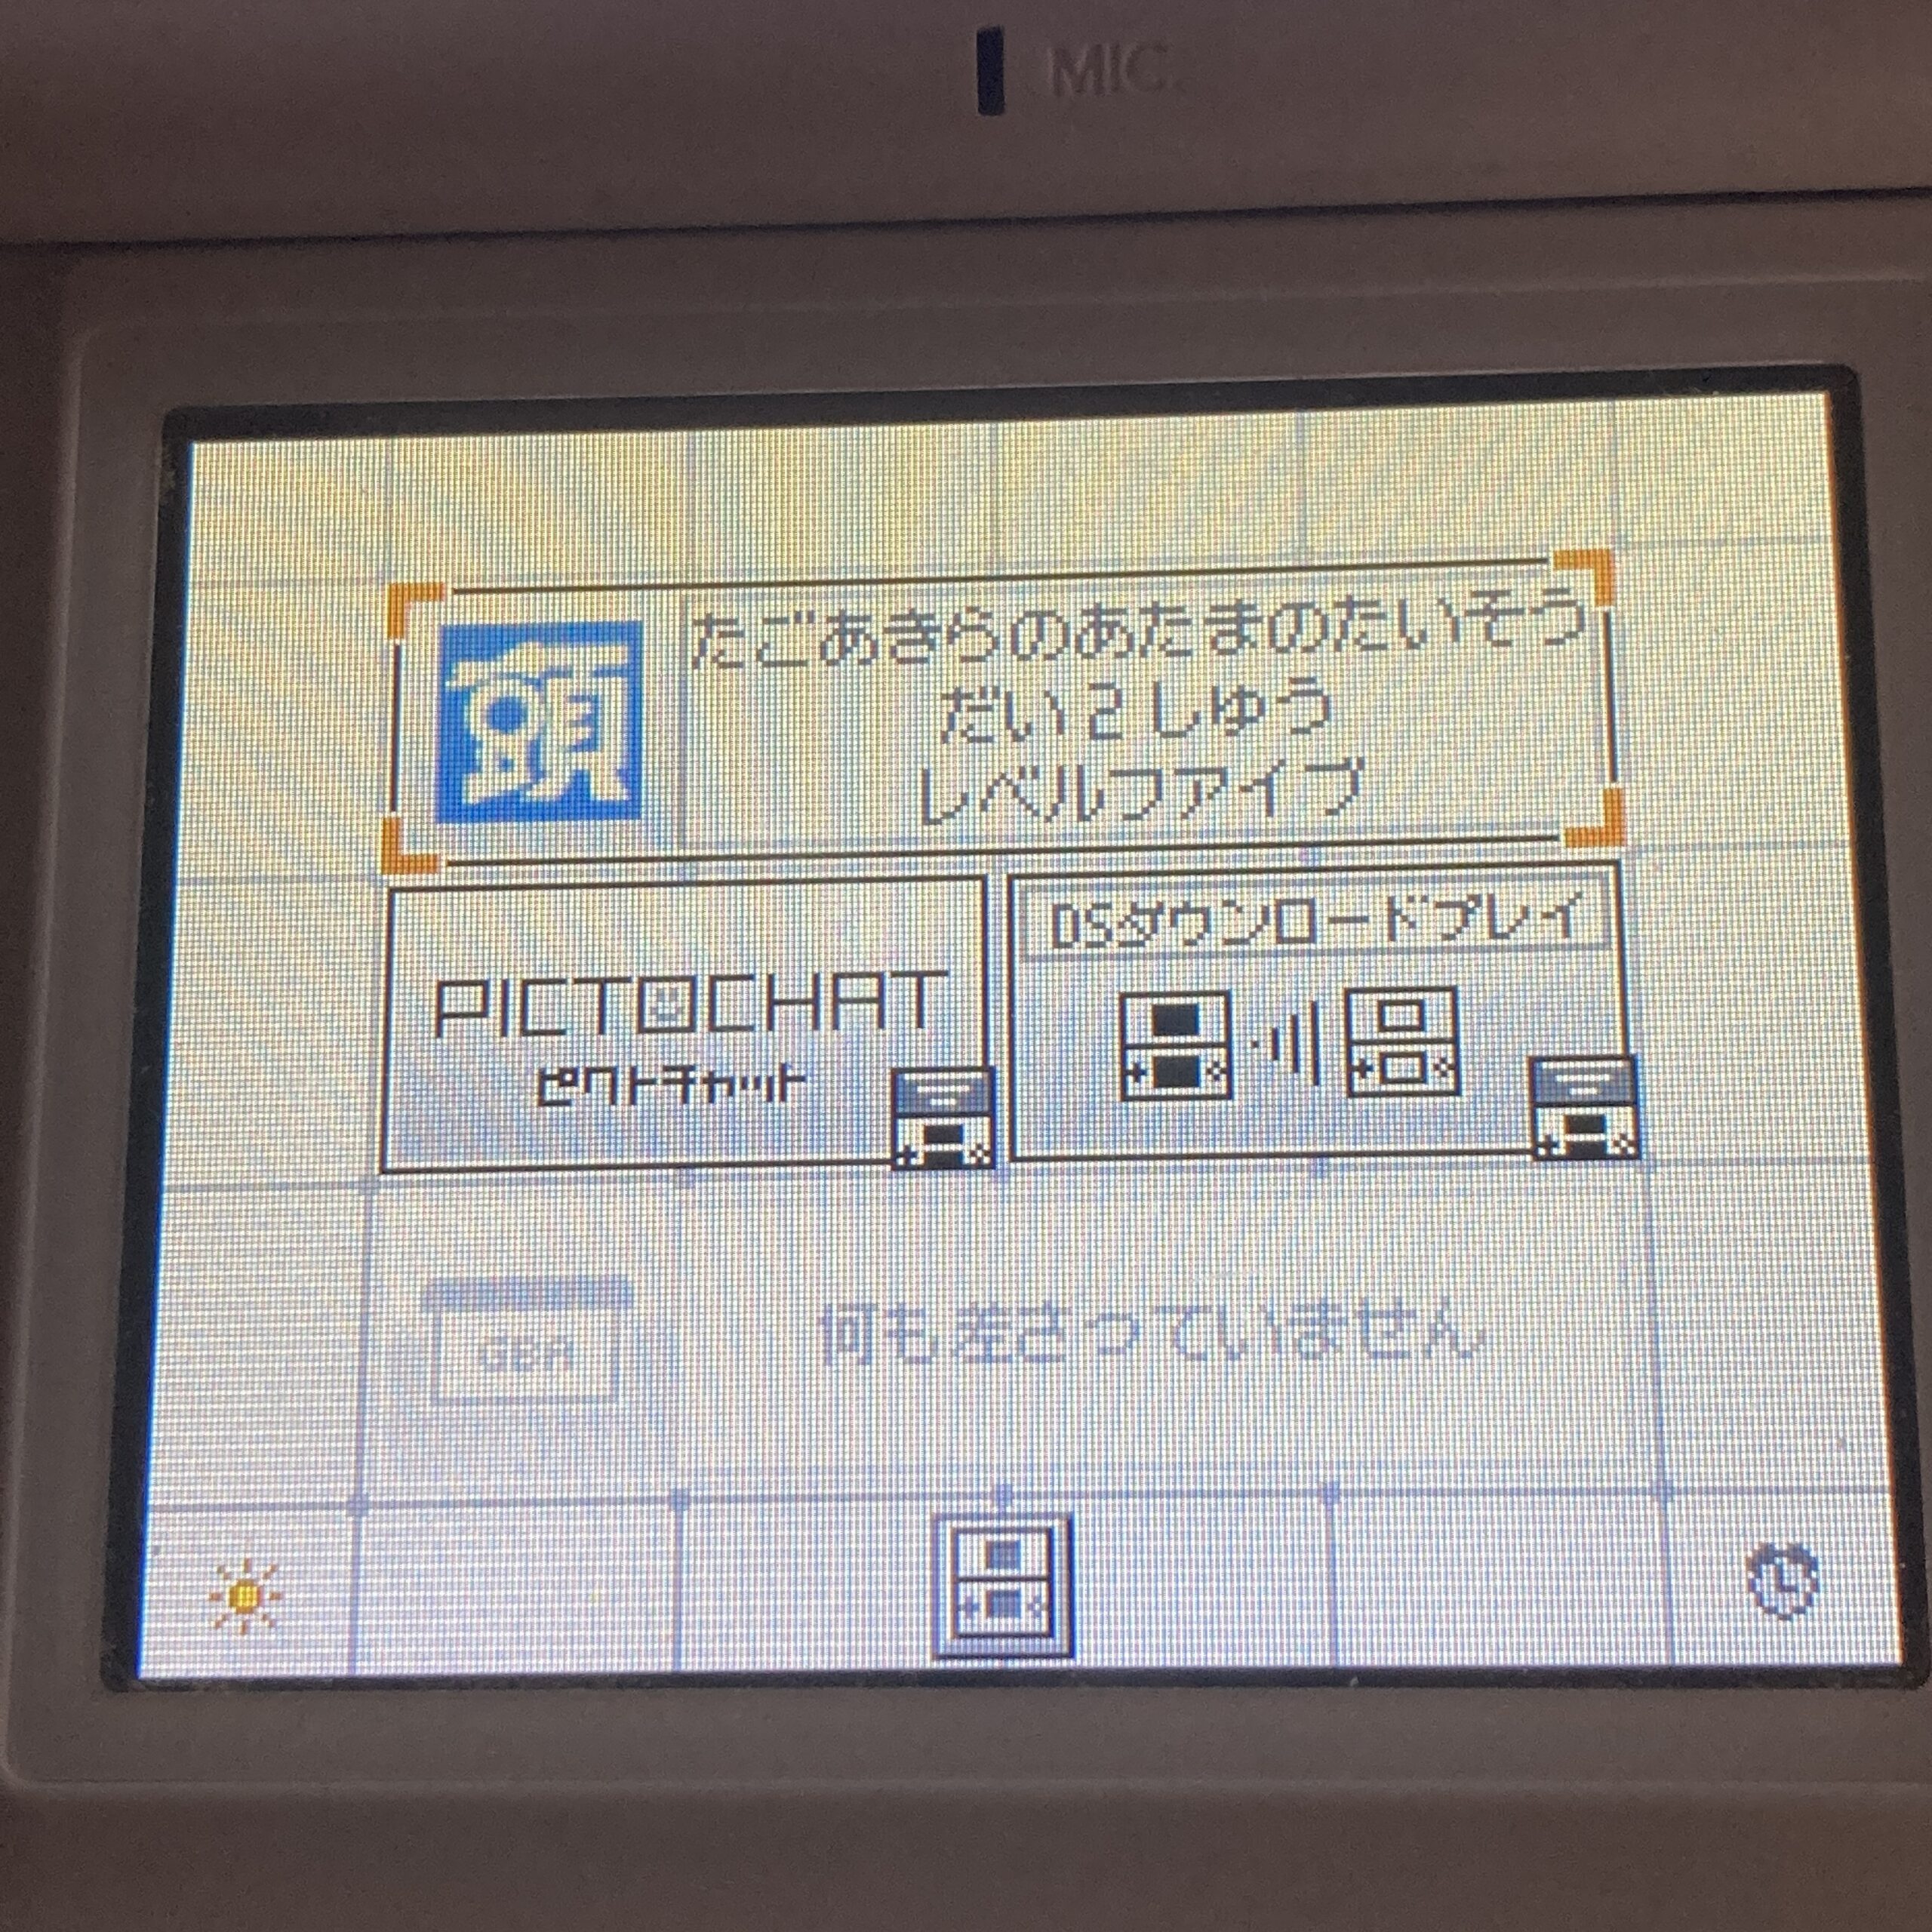 MIC.
たごあきらのあたまのたいそう
だい2しゆう
レベルファイブ
PICTOCHAT
ピクトチャット
DSダウンロードプレイ
GBA
何も差さっていません